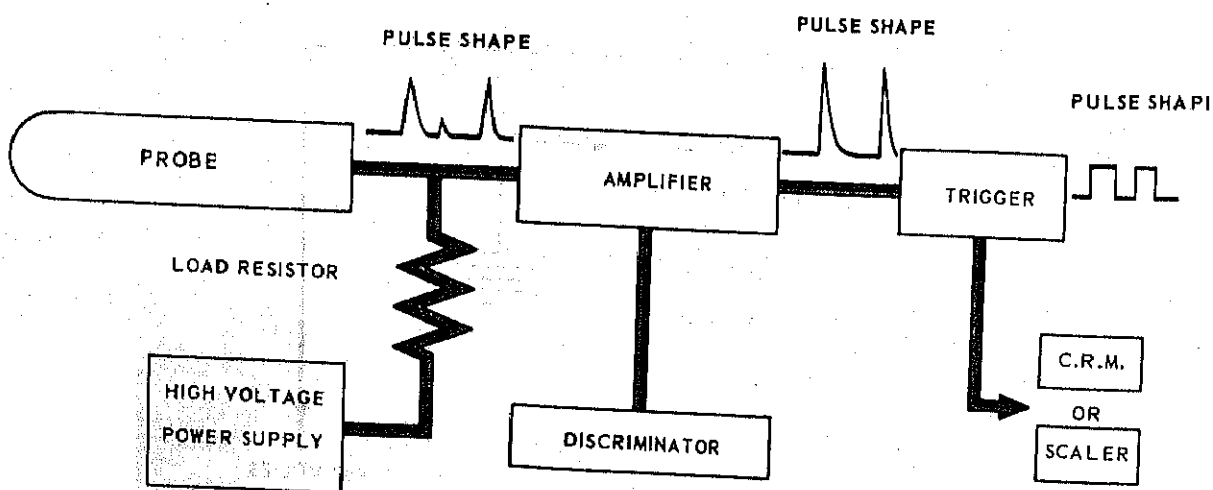 PULSE SHAPE
PULSE SHAPE
PULSE SHAPI
PROBE
AMPLIFIER
TRIGGER
LOAD RESISTOR
HIGH VOLTAGE
POWER SUPPLY
DISCRIMINATOR
C.R.M.
OR
SCALER